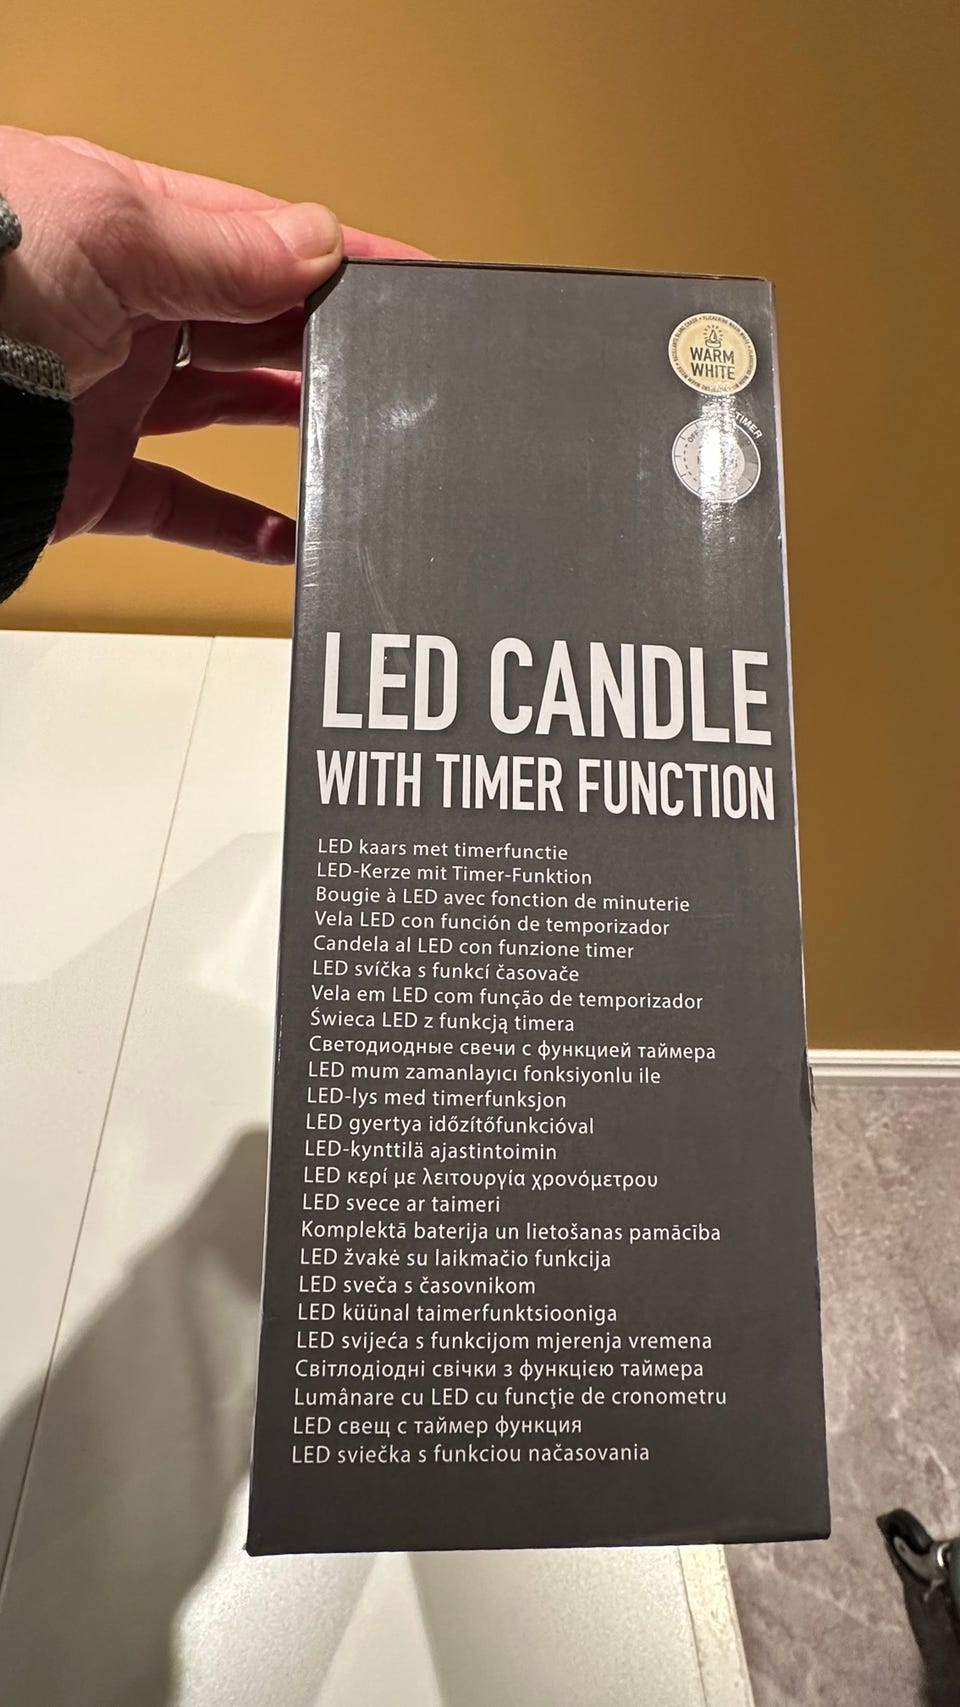 WARM
WHITE
TIMER
OFF
LED CANDLE
WITH TIMER FUNCTION
LED kaars met timerfunctie
LED-Kerze mit Timer-Funktion
Bougie à LED avec fonction de minuterie
Vela LED con función de temporizador
Candela al LED con funzione timer
LED svíčka s funkcí časovače
Vela em LED com função de temporizador
Świeca LED z funkcją timera
Светодиодные свечи с функцией таймера
LED mum zamanlayıcı fonksiyonlu ile
LED-lys med timerfunksjon
LED gyertya időzítőfunkcióval
LED-kynttilä ajastintoimin
LED κερί με λειτουργία χρονόμετρου
LED svece ar taimeri
Komplektā baterija un lietošanas pamācība
LED žvakė su laikmačio funkcija
LED sveča s časovnikom
LED küünal taimerfunktsiooniga
LED svijeća s funkcijom mjerenja vremena
Світлодіодні свічки з функцією таймера
Lumânare cu LED cu funcţie de cronometru
LED свещ с таймер функция
LED sviečka s funkciou načasovania